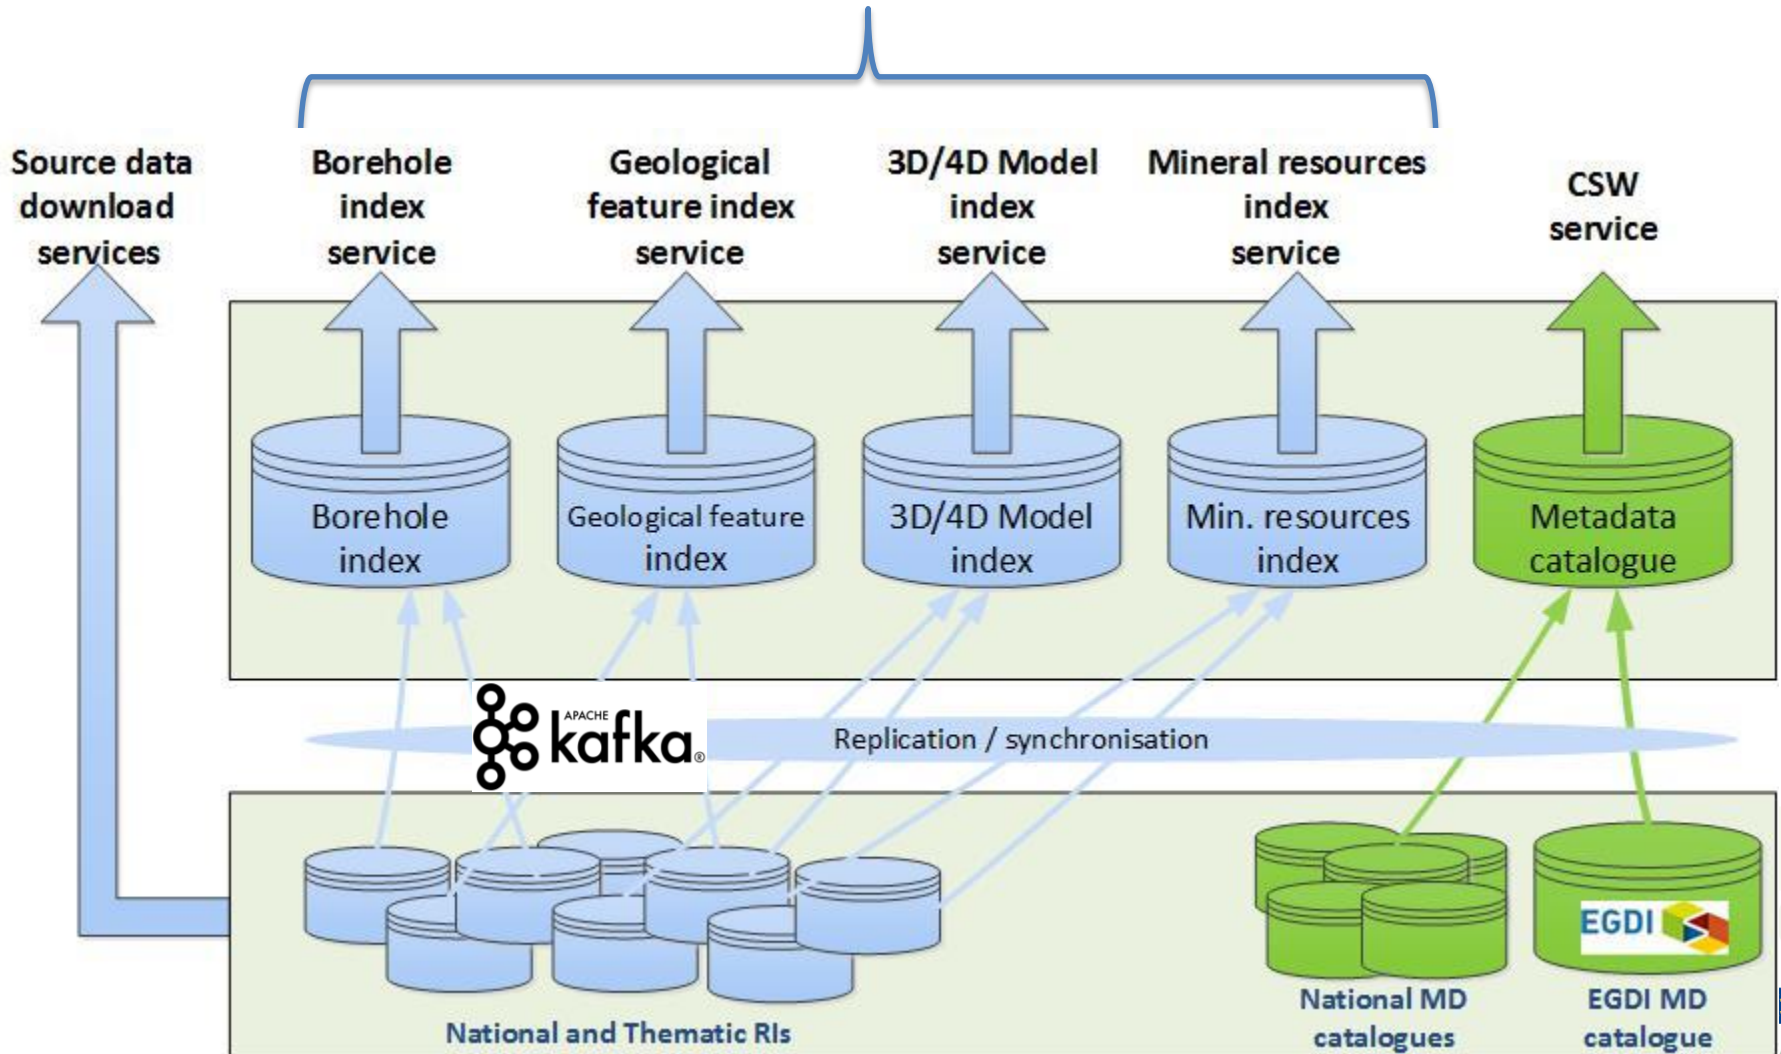 Source data
download
services
Borehole
index
service
Geological
feature index
service
3D/4D Model
index
service
Mineral resources
index
service
CSW
service
Borehole
index
Geological feature
index
3D/4D Model
index
Min. resources
index
Metadata
catalogue
APACHE
kafka®
Replication / synchronisation
EGDI
National and Thematic RIs
National MD
catalogues
EGDI MD
catalogue